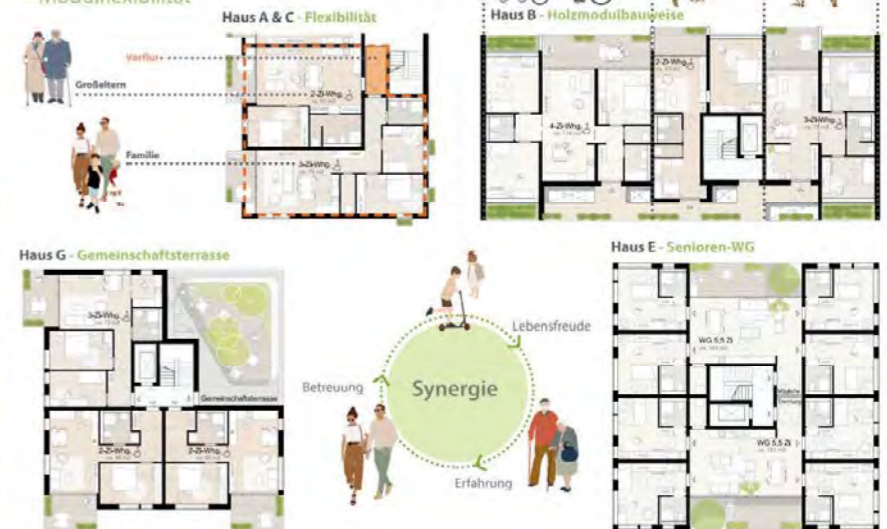 Modulflexibilität
Haus A & C - Flexibilität
Vorflur
Großeltern
2-Zi-Whg.
Familie
3-Zi-Whg.
Haus B - Holzmodulbauweise
2-Zi-Whg.
4-Zi-Whg.
3-Zi-Whg.
Haus G - Gemeinschaftsterrasse
3-Zi-Whg.
Gemeinschaftsterrasse
2-Zi-Whg.
2-Zi-Whg.
Lebensfreude
Betreuung
Synergie
Erfahrung
Haus E - Senioren-WG
WG 5,5 Zi
WG 5,5 Zi